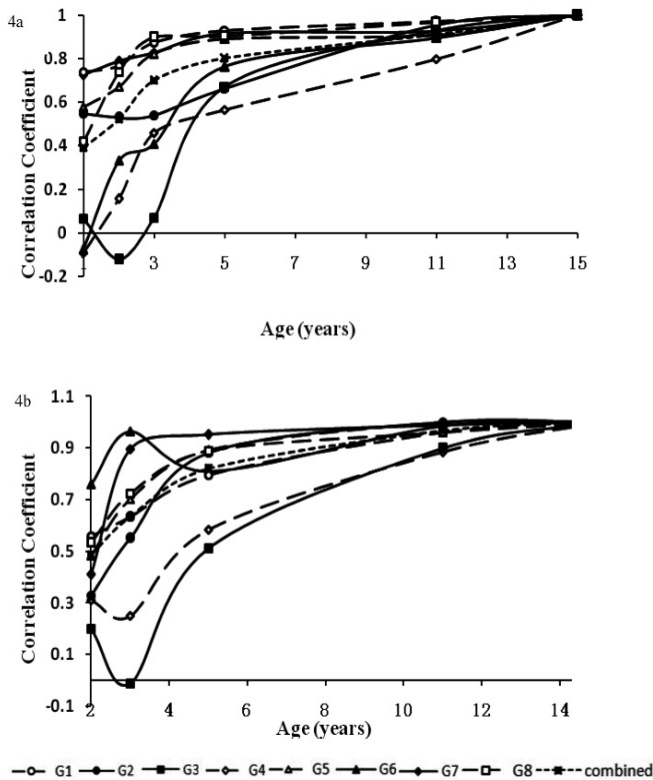 4a
Correlation Coefficient
1
0.8
0.6
0.4
0.2
0
-0.2
1 3 5 7 9 11 13 15
Age (years)
4b
Correlation Coefficient
1.1
0.9
0.7
0.5
0.3
0.1
-0.1
2 4 6 8 10 12 14
Age (years)
G1 G2 G3 G4 G5 G6 G7 G8 combined